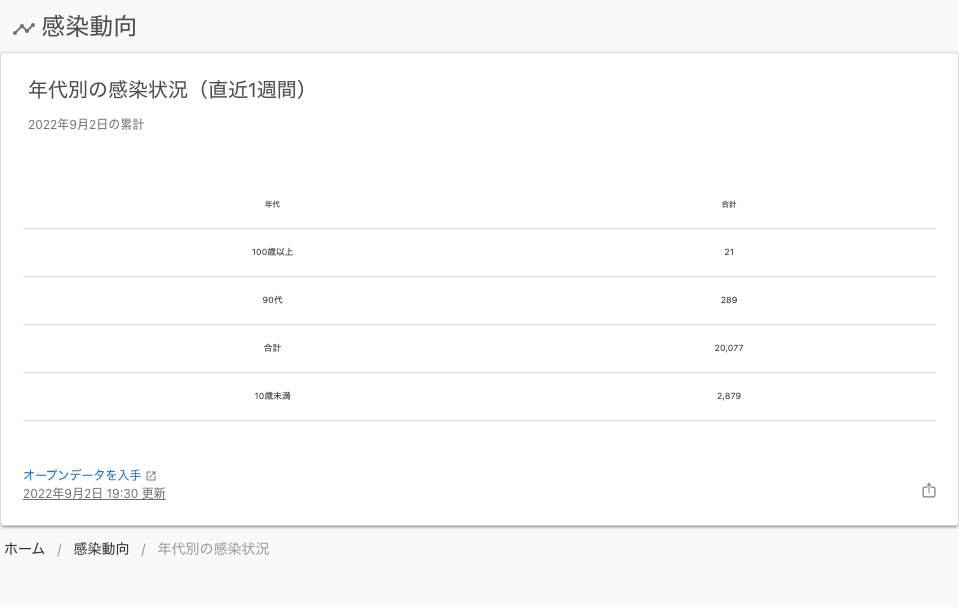 感染動向
年代別の感染状況（直近1週間）
2022年9月2日の累計
年代 合計
100歳以上 21
90代 289
合計 20,077
10歳未満 2,879
オープンデータを入手
2022年9月2日 19:30 更新
ホーム / 感染動向 / 年代別の感染状況